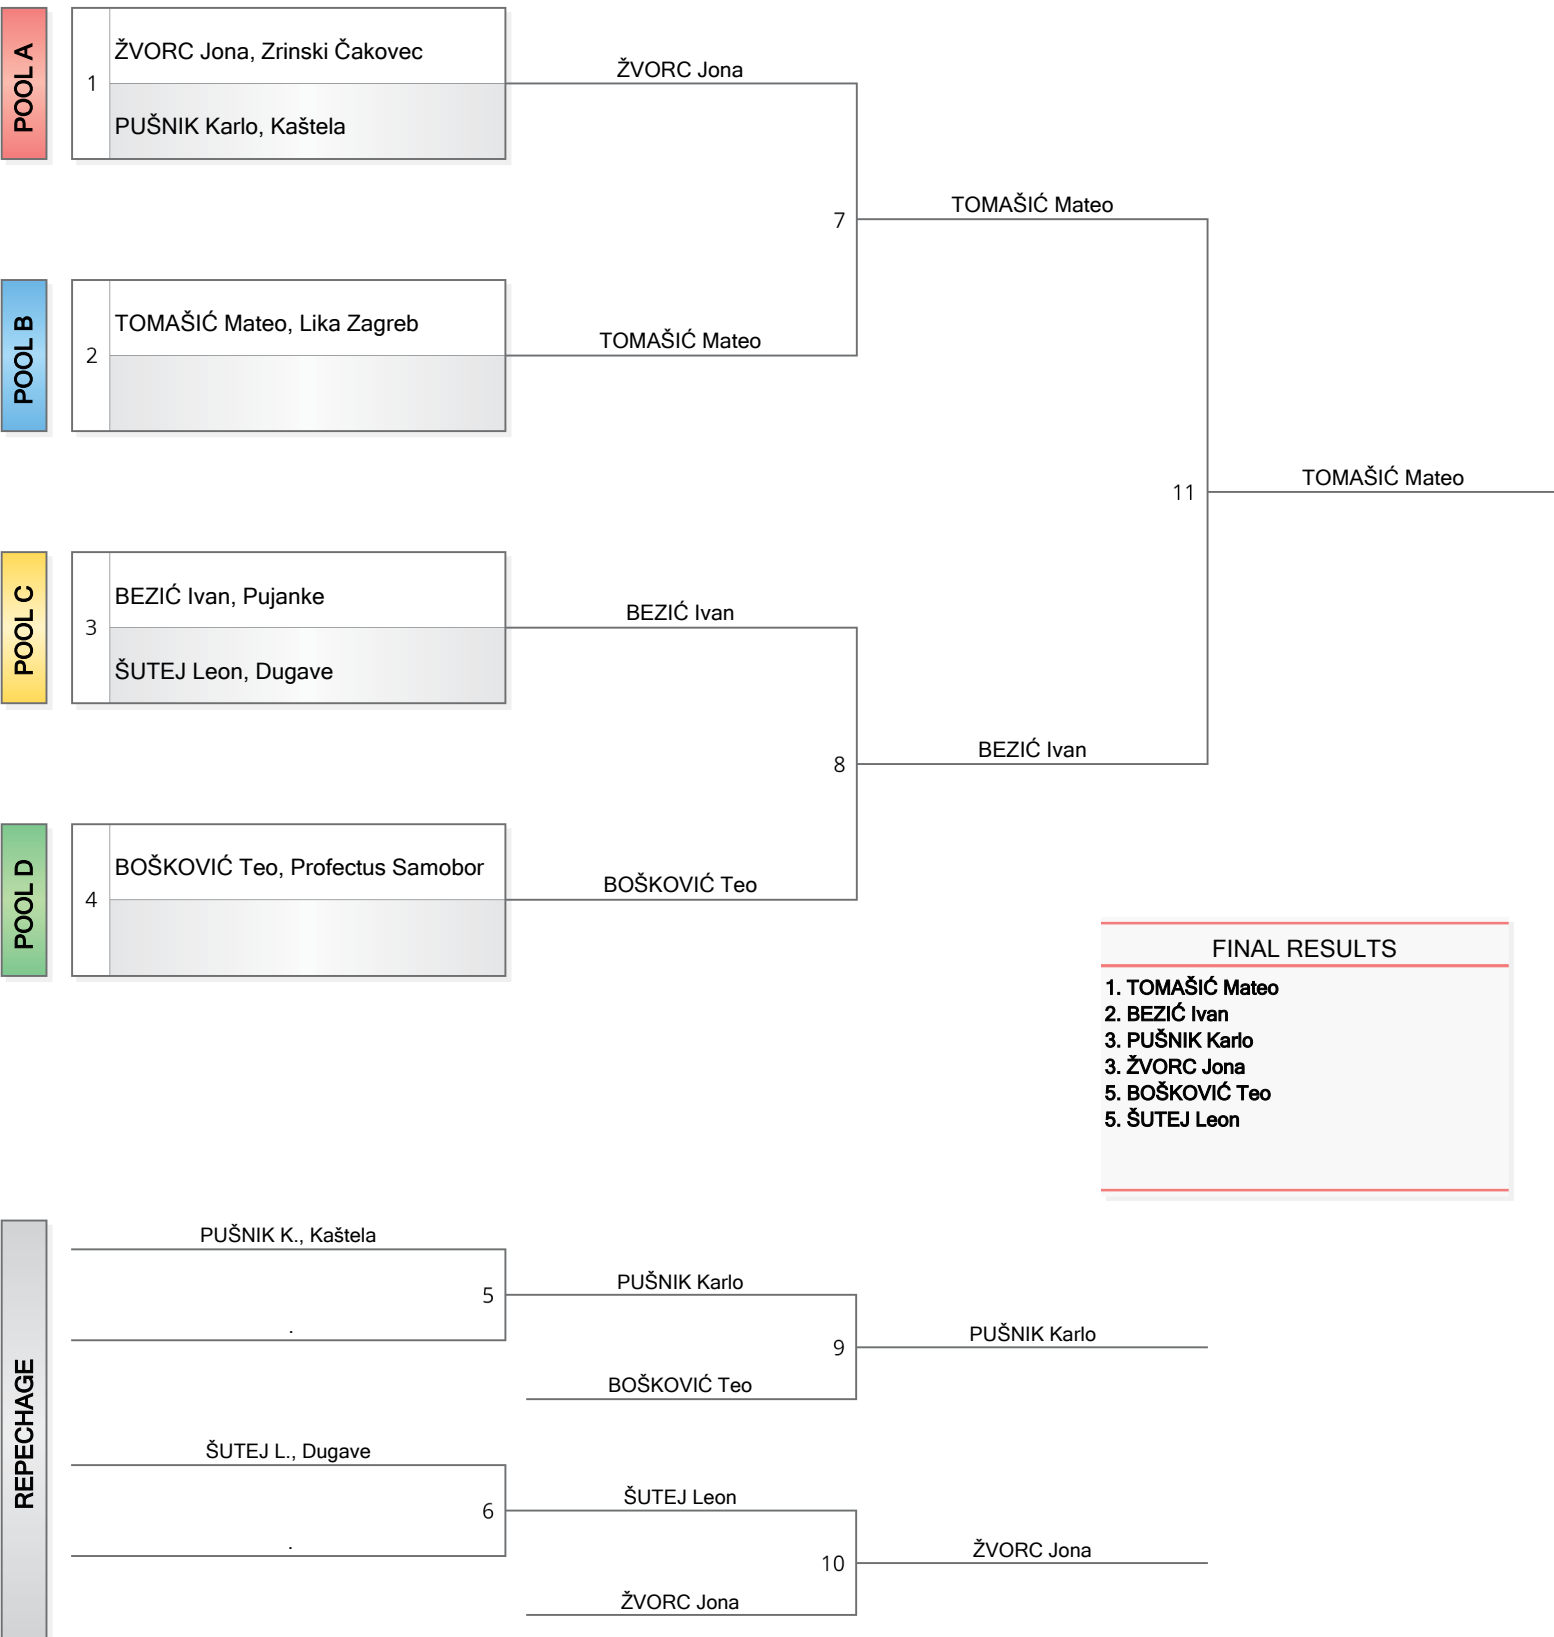 POOL A
1
ŽVORC Jona, Zrinski Čakovec
PUŠNIK Karlo, Kaštela
ŽVORC Jona
7
TOMAŠIĆ Mateo
POOL B
2
TOMAŠIĆ Mateo, Lika Zagreb
TOMAŠIĆ Mateo
11
TOMAŠIĆ Mateo
POOL C
3
BEZIĆ Ivan, Pujanke
ŠUTEJ Leon, Dugave
BEZIĆ Ivan
8
BEZIĆ Ivan
POOL D
4
BOŠKOVIĆ Teo, Profectus Samobor
BOŠKOVIĆ Teo
FINAL RESULTS
1. TOMAŠIĆ Mateo
2. BEZIĆ Ivan
3. PUŠNIK Karlo
3. ŽVORC Jona
5. BOŠKOVIĆ Teo
5. ŠUTEJ Leon
REPECHAGE
PUŠNIK K., Kaštela
5
.
PUŠNIK Karlo
9
BOŠKOVIĆ Teo
PUŠNIK Karlo
ŠUTEJ L., Dugave
6
.
ŠUTEJ Leon
10
ŽVORC Jona
ŽVORC Jona